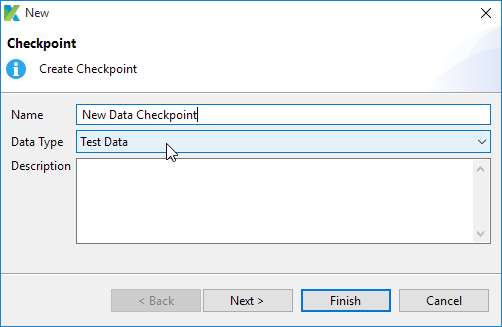 New
Checkpoint
Create Checkpoint
Name New Data Checkpoint
Data Type Test Data
Description
< Back Next > Finish Cancel